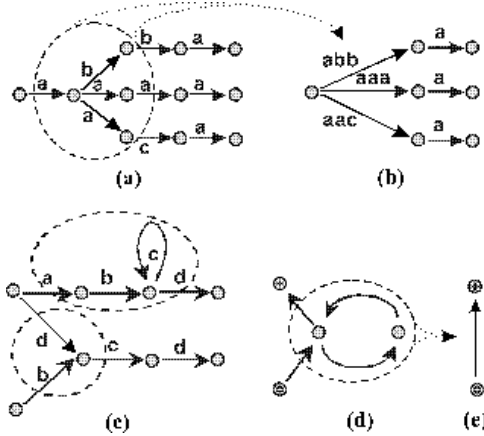 b a a
abb a
b
a a a a
aaa a
a
aac
c a
a
(a) (b)
c
a b d
d c d
b
(c) (d) (e)